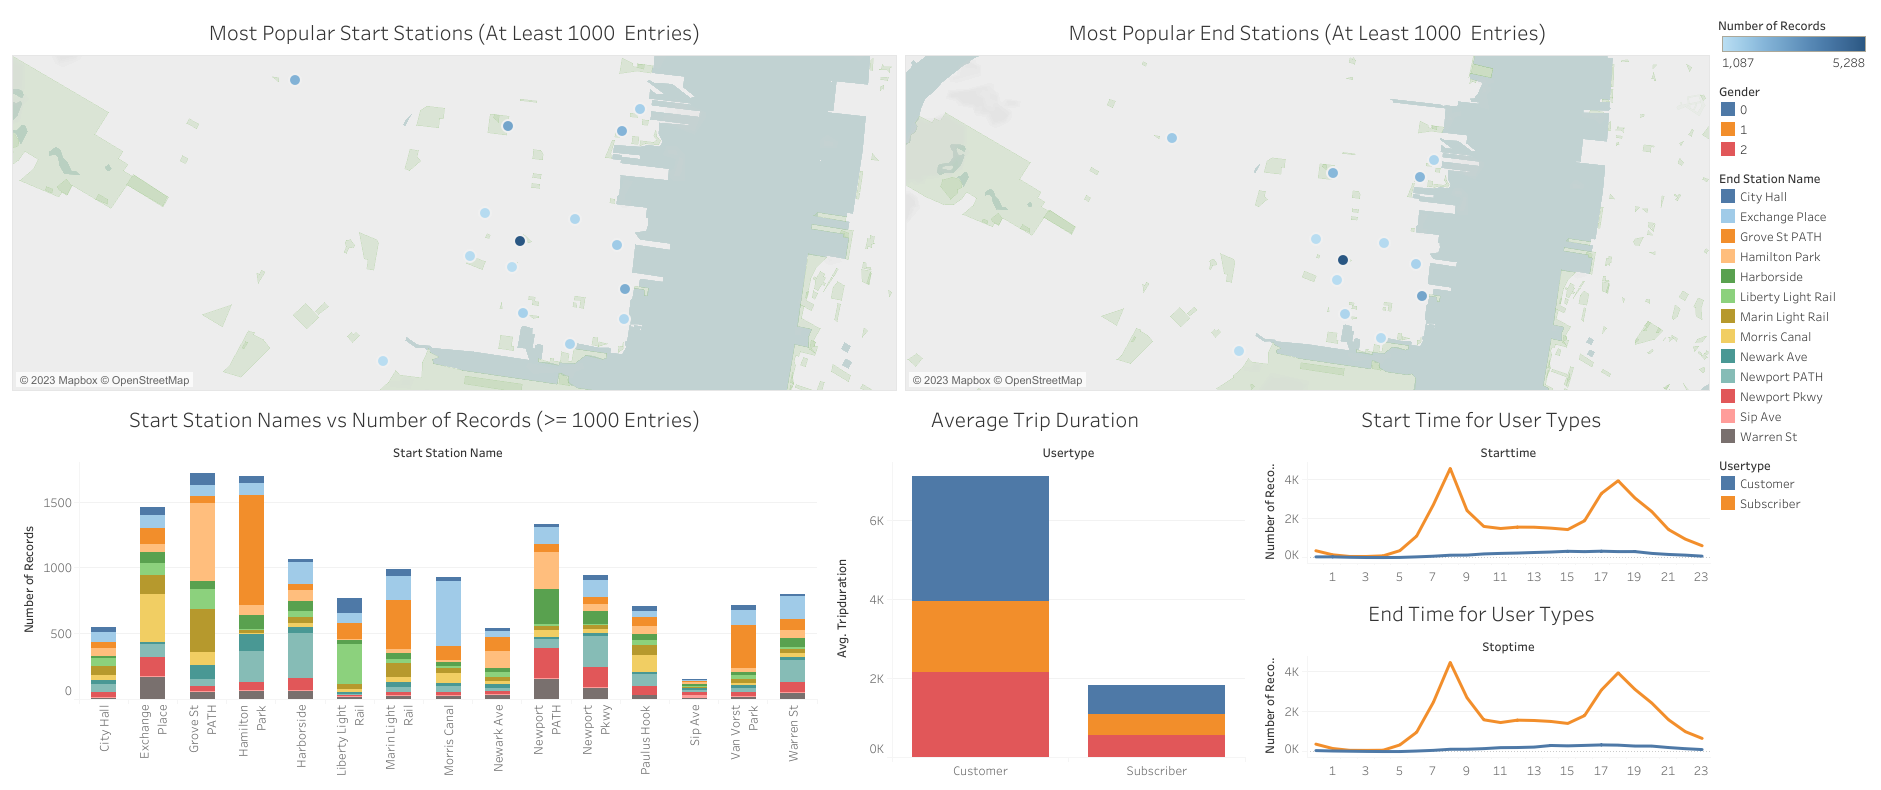 Most Popular Start Stations (At Least 1000 Entries)
© 2023 Mapbox © OpenStreetMap
Most Popular End Stations (At Least 1000 Entries)
© 2023 Mapbox © OpenStreetMap
Number of Records
1,087 5,288
Gender
0
1
2
End Station Name
City Hall
Exchange Place
Grove St PATH
Hamilton Park
Harborside
Liberty Light Rail
Marin Light Rail
Morris Canal
Newark Ave
Newport PATH
Newport Pkwy
Sip Ave
Warren St
Usertype
Customer
Subscriber
Start Station Names vs Number of Records (>= 1000 Entries)
Start Station Name
Number of Records
1500
1000
500
0
City Hall
Exchange
Place
Grove St
PATH
Hamilton
Park
Harborside
Liberty Light
Rail
Marin Light
Rail
Morris Canal
Newark Ave
Newport
PATH
Newport
Pkwy
Paulus Hook
Sip Ave
Van Vorst
Park
Warren St
Average Trip Duration
Usertype
Avg. Tripduration
6K
4K
2K
0K
Customer Subscriber
Start Time for User Types
Starttime
Number of Reco..
4K
2K
0K
1 3 5 7 9 11 13 15 17 19 21 23
End Time for User Types
Stoptime
Number of Reco..
4K
2K
0K
1 3 5 7 9 11 13 15 17 19 21 23